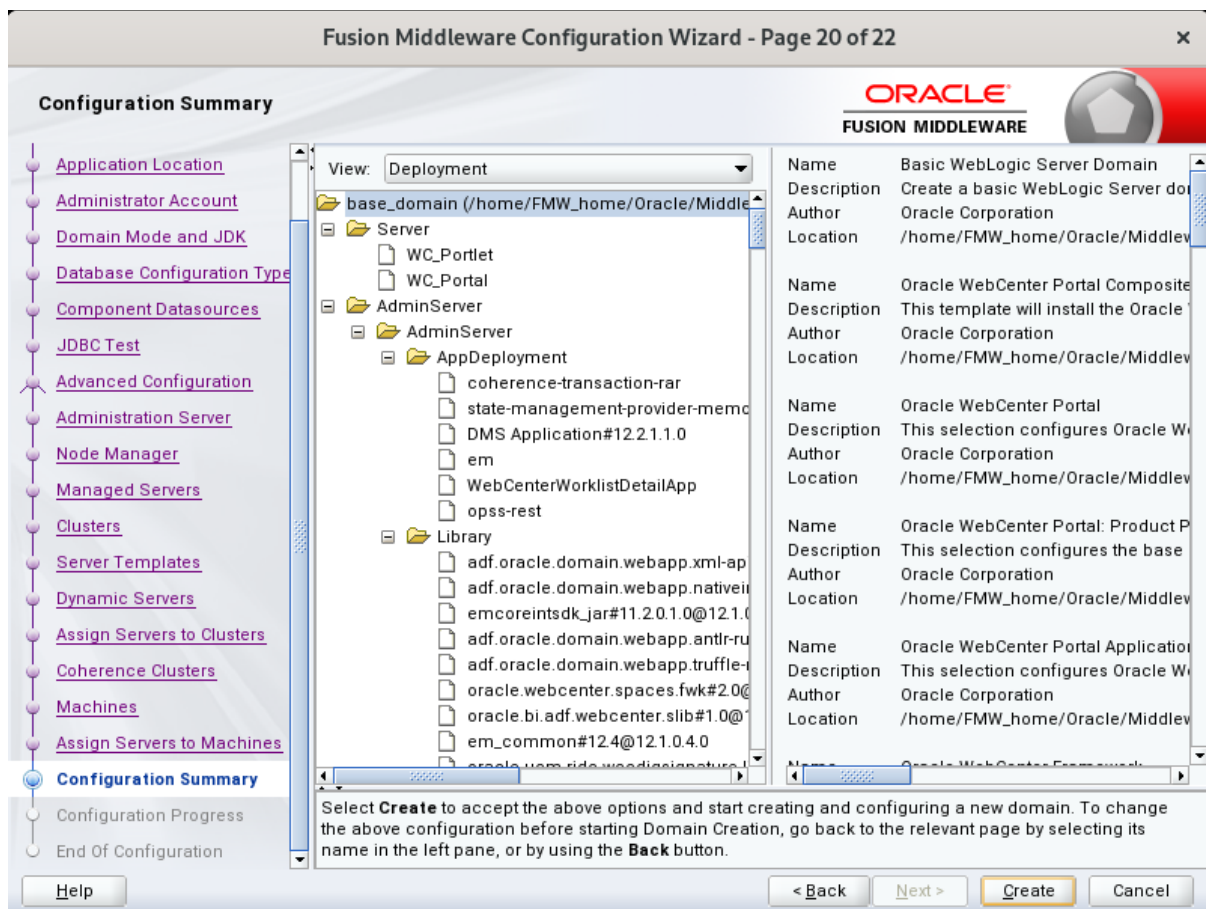 Fusion Middleware Configuration Wizard - Page 20 of 22
Configuration Summary
ORACLE
FUSION MIDDLEWARE
Application Location
Administrator Account
Domain Mode and JDK
Database Configuration Type
Component Datasources
JDBC Test
Advanced Configuration
Administration Server
Node Manager
Managed Servers
Clusters
Server Templates
Dynamic Servers
Assign Servers to Clusters
Coherence Clusters
Machines
Assign Servers to Machines
Configuration Summary
Configuration Progress
End Of Configuration
View: Deployment
base_domain (/home/FMW_home/Oracle/Middle
Server
WC_Portlet
WC_Portal
AdminServer
AdminServer
AppDeployment
coherence-transaction-rar
state-management-provider-memo
DMS Application#12.2.1.1.0
em
WebCenterWorklistDetailApp
opss-rest
Library
adf.oracle.domain.webapp.xml-ap
adf.oracle.domain.webapp.nativei
emcoreintsdk_jar#11.2.0.1.0@12.1.0
adf.oracle.domain.webapp.antlr-ru
adf.oracle.domain.webapp.truffle-
oracle.webcenter.spaces.fwk#2.0@
oracle.bi.adf.webcenter.slib#1.0@
em_common#12.4@12.1.0.4.0
Name Basic WebLogic Server Domain
Description Create a basic WebLogic Server do
Author Oracle Corporation
Location /home/FMW_home/Oracle/Middlew
Name Oracle WebCenter Portal Composite
Description This template will install the Oracle
Author Oracle Corporation
Location /home/FMW_home/Oracle/Middlew
Name Oracle WebCenter Portal
Description This selection configures Oracle W
Author Oracle Corporation
Location /home/FMW_home/Oracle/Middlew
Name Oracle WebCenter Portal: Product P
Description This selection configures the base
Author Oracle Corporation
Location /home/FMW_home/Oracle/Middlew
Name Oracle WebCenter Portal Application
Description This selection configures Oracle W
Author Oracle Corporation
Location /home/FMW_home/Oracle/Middlew
Name Oracle WebCenter Framework
Select Create to accept the above options and start creating and configuring a new domain. To change
the above configuration before starting Domain Creation, go back to the relevant page by selecting its
name in the left pane, or by using the Back button.
Help
< Back
Next >
Create
Cancel